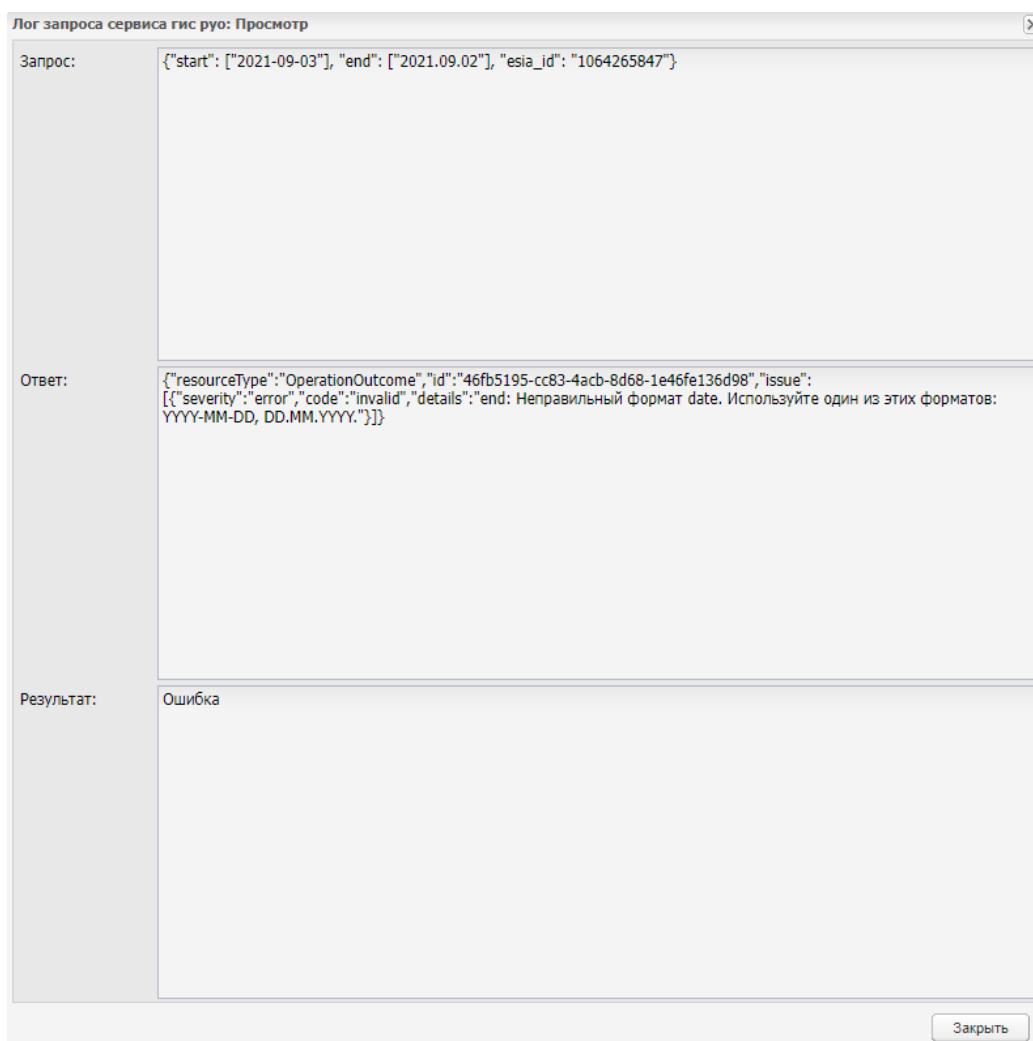 Лог запроса сервиса гис руо: Просмотр
Запрос:
{"start": ["2021-09-03"], "end": ["2021.09.02"], "esia_id": "1064265847"}
Ответ:
{"resourceType":"OperationOutcome","id":"46fb5195-cc83-4acb-8d68-1e46fe136d98","issue":
[{"severity":"error","code":"invalid","details":"end: Неправильный формат date. Используйте один из этих форматов:
YYYY-MM-DD, DD.MM.YYYY."}]}
Результат:
Ошибка
Закрыть